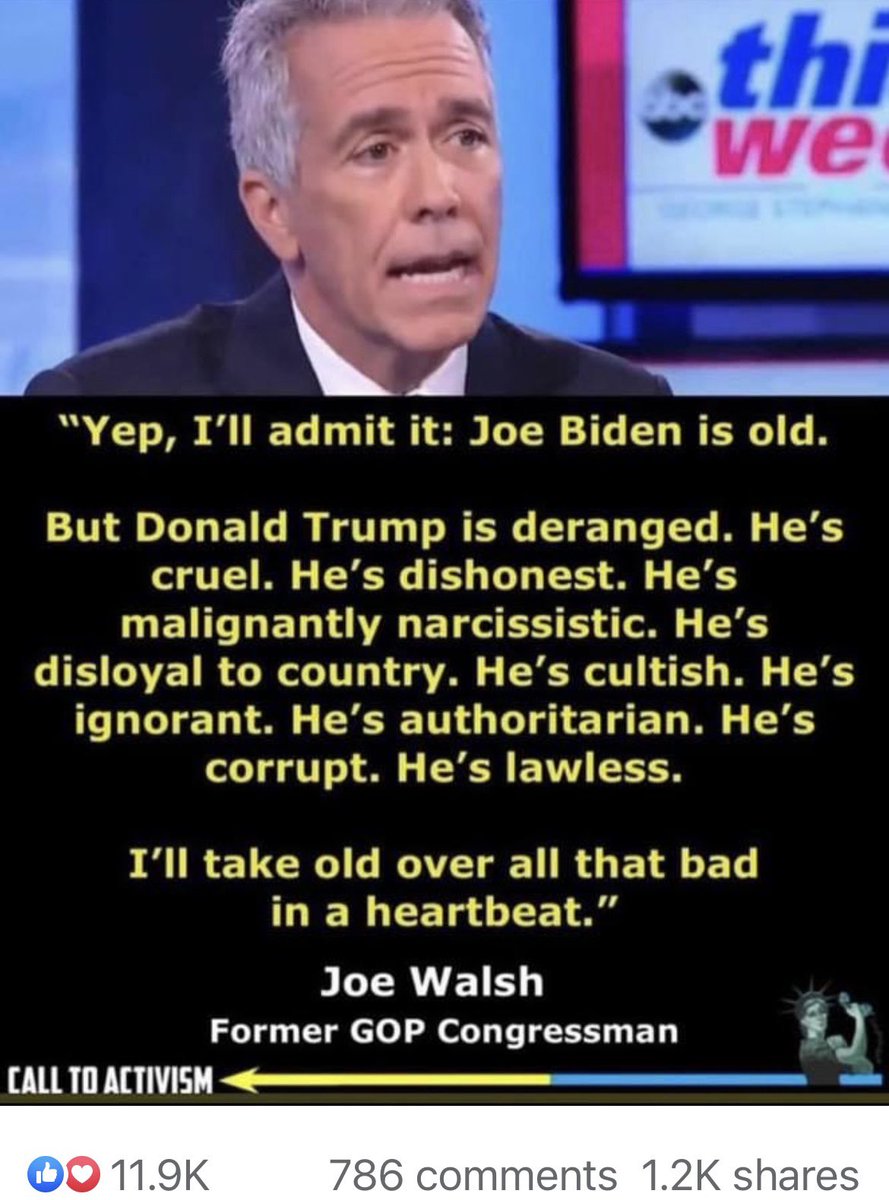 abc
thi
we
"Yep, I'll admit it: Joe Biden is old.
But Donald Trump is deranged. He's
cruel. He's dishonest. He's
malignantly narcissistic. He's
disloyal to country. He's cultish. He's
ignorant. He's authoritarian. He's
corrupt. He's lawless.
I'll take old over all that bad
in a heartbeat."
Joe Walsh
Former GOP Congressman
CALL TO ACTIVISM
11.9K 786 comments 1.2K shares